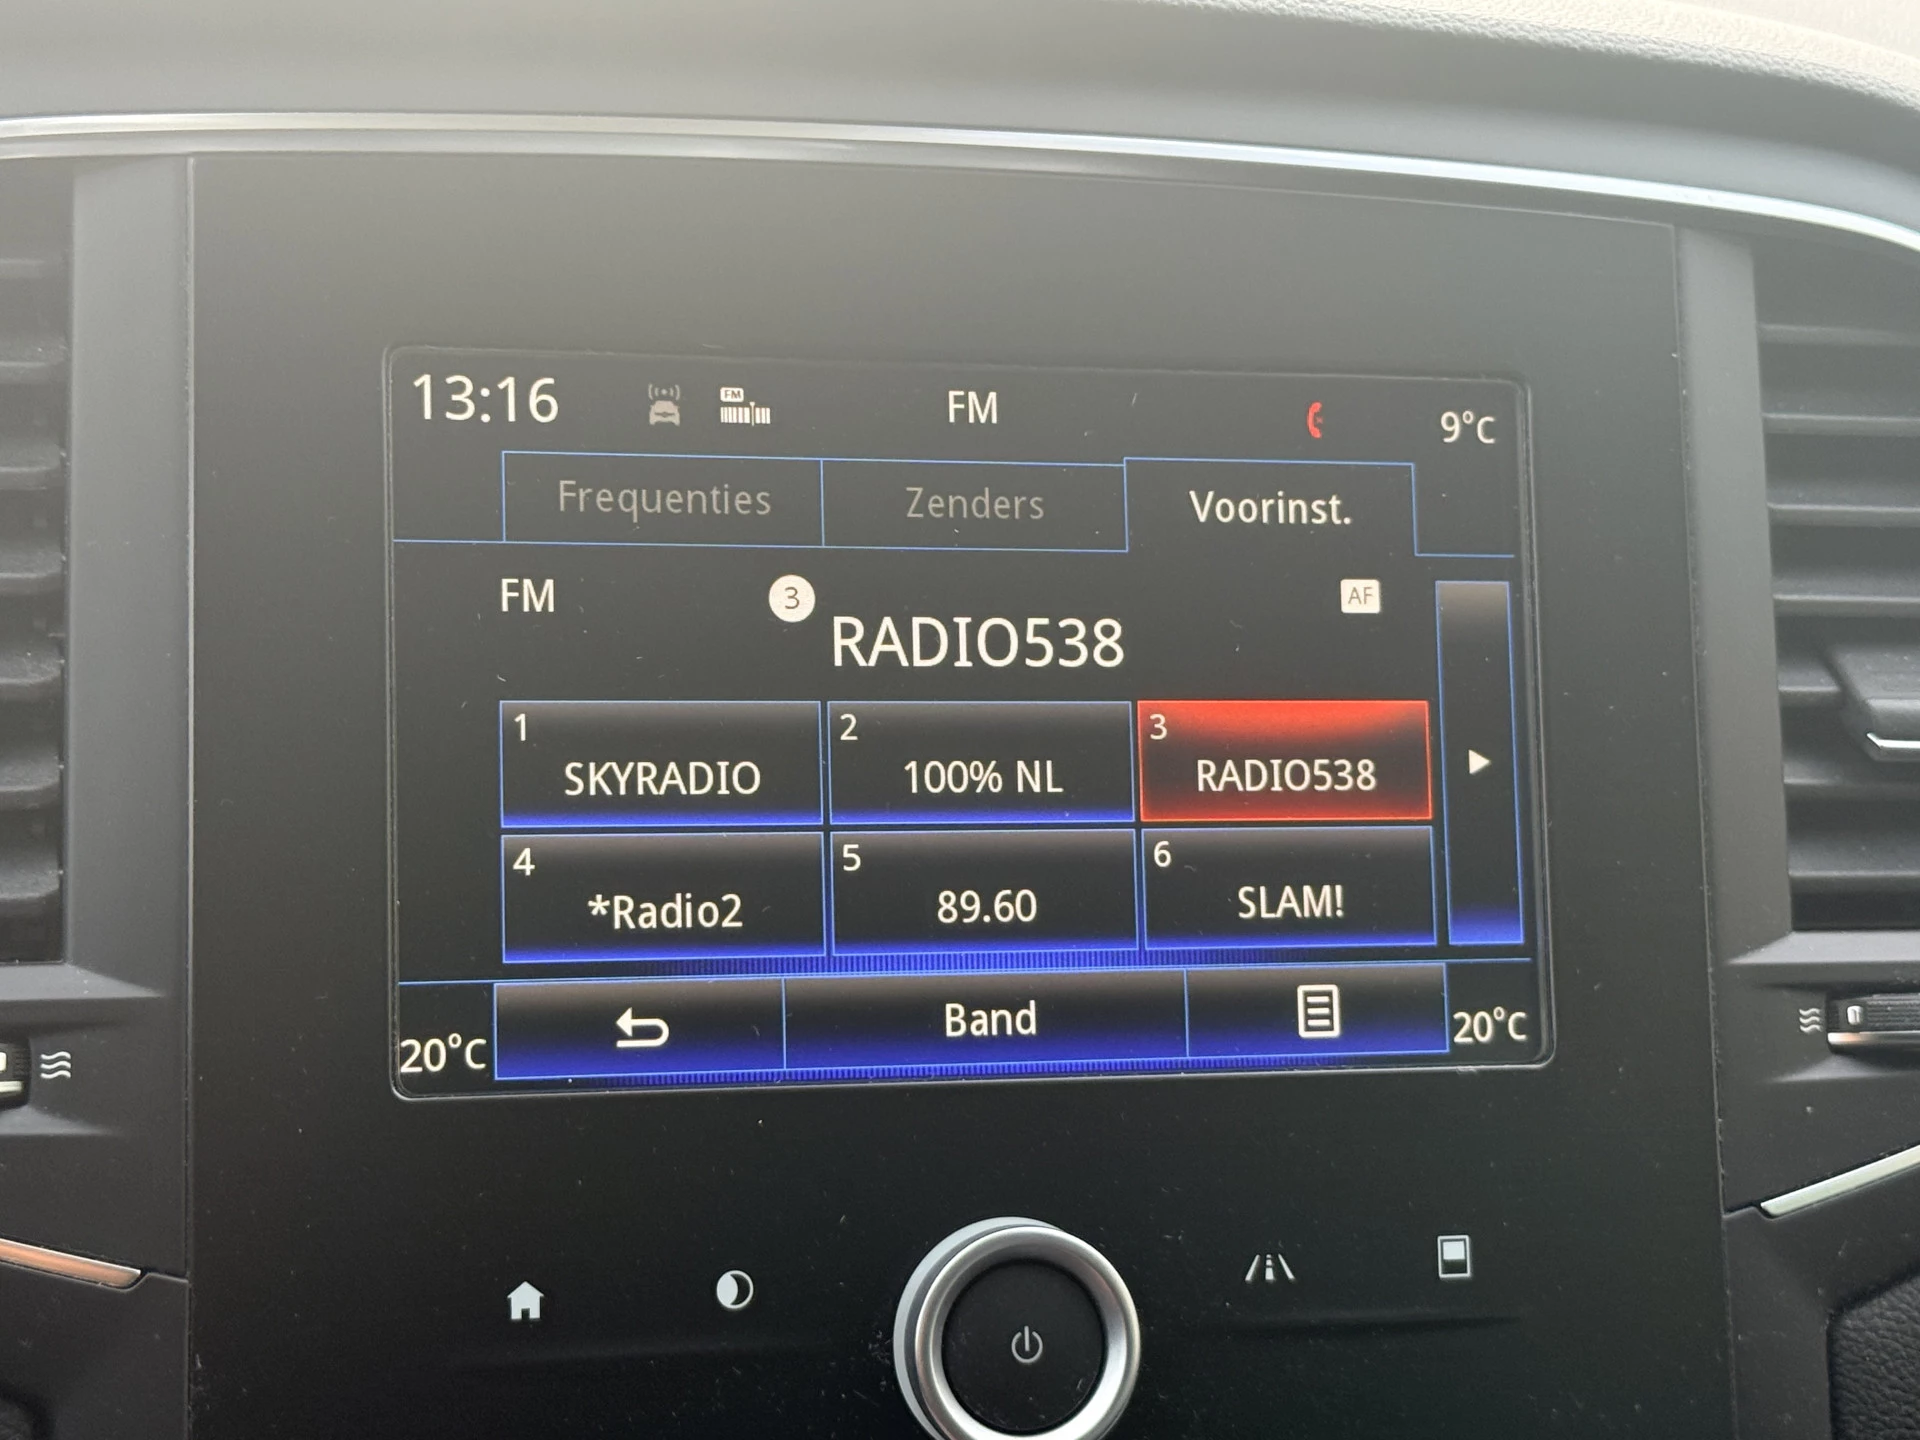 13:16 FM FM 9°C
Frequenties Zenders Voorinst.
FM 3 AF
RADIO538
1 2 3
SKYRADIO 100% NL RADIO538
4 5 6
*Radio2 89.60 SLAM!
20°C Band 20°C